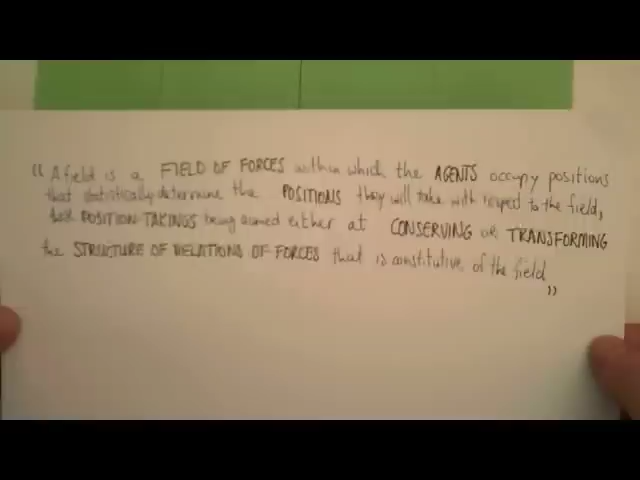 " A field is a FIELD OF FORCES within which the AGENTS occupy positions
that statistically determine the POSITIONS they will take with respect to the field,
these POSITION TAKINGS being aimed either at CONSERVING or TRANSFORMING
the STRUCTURE OF RELATIONS OF FORCES that is constitutive of the field
"